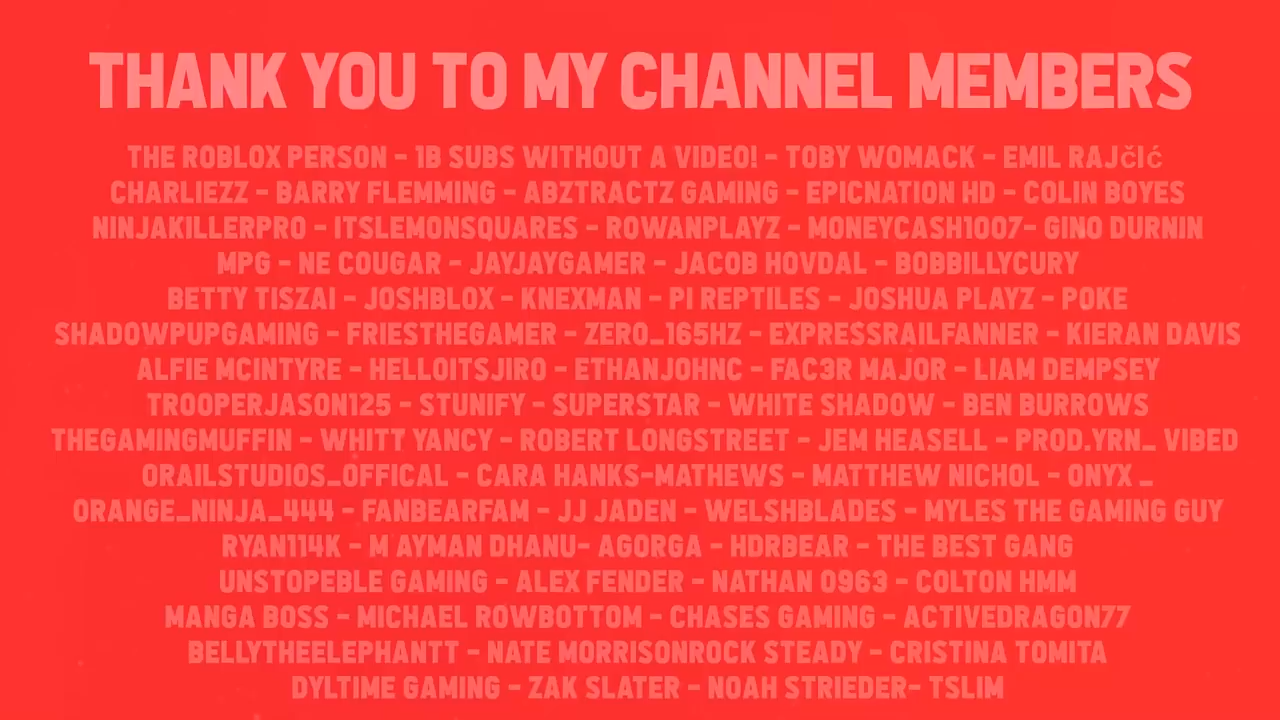 THANK YOU TO MY CHANNEL MEMBERS
THE ROBLOX PERSON - 1B SUBS WITHOUT A VIDEO! - TOBY WOMACK - EMIL RAJčIć
CHARLIEZZ - BARRY FLEMMING - ABZTRACTZ GAMING - EPICNATION HD - COLIN BOYES
NINJAKILLERPRO - ITSLEMONSQUARES - ROWANPLAYZ - MONEYCASH1007- GINO DURNIN
MPG - NE COUGAR - JAYJAYGAMER - JACOB HOVDAL - BOBBILLYCURY
BETTY TISZAI - JOSHBLOX - KNEXMAN - PI REPTILES - JOSHUA PLAYZ - POKE
SHADOWPUPGAMING - FRIESTHEGAMER - ZERO_165HZ - EXPRESSRAILFANNER - KIERAN DAVIS
ALFIE MCINTYRE - HELLOITSJIRO - ETHANJOHNC - FAC3R MAJOR - LIAM DEMPSEY
TROOPERJASON125 - STUNIFY - SUPERSTAR - WHITE SHADOW - BEN BURROWS
THEGAMINGMUFFIN - WHITT YANCY - ROBERT LONGSTREET - JEM HEASELL - PROD.YRN_ VIBED
ORAILSTUDIOS_OFFICAL - CARA HANKS-MATHEWS - MATTHEW NICHOL - ONYX _
ORANGE_NINJA_444 - FANBEARFAM - JJ JADEN - WELSHBLADES - MYLES THE GAMING GUY
RYAN114K - M AYMAN DHANU- AGORGA - HDRBEAR - THE BEST GANG
UNSTOPEBLE GAMING - ALEX FENDER - NATHAN 0963 - COLTON HMM
MANGA BOSS - MICHAEL ROWBOTTOM - CHASES GAMING - ACTIVEDRAGON77
BELLYTHEELEPHANTT - NATE MORRISONROCK STEADY - CRISTINA TOMITA
DYLTIME GAMING - ZAK SLATER - NOAH STRIEDER- TSLIM